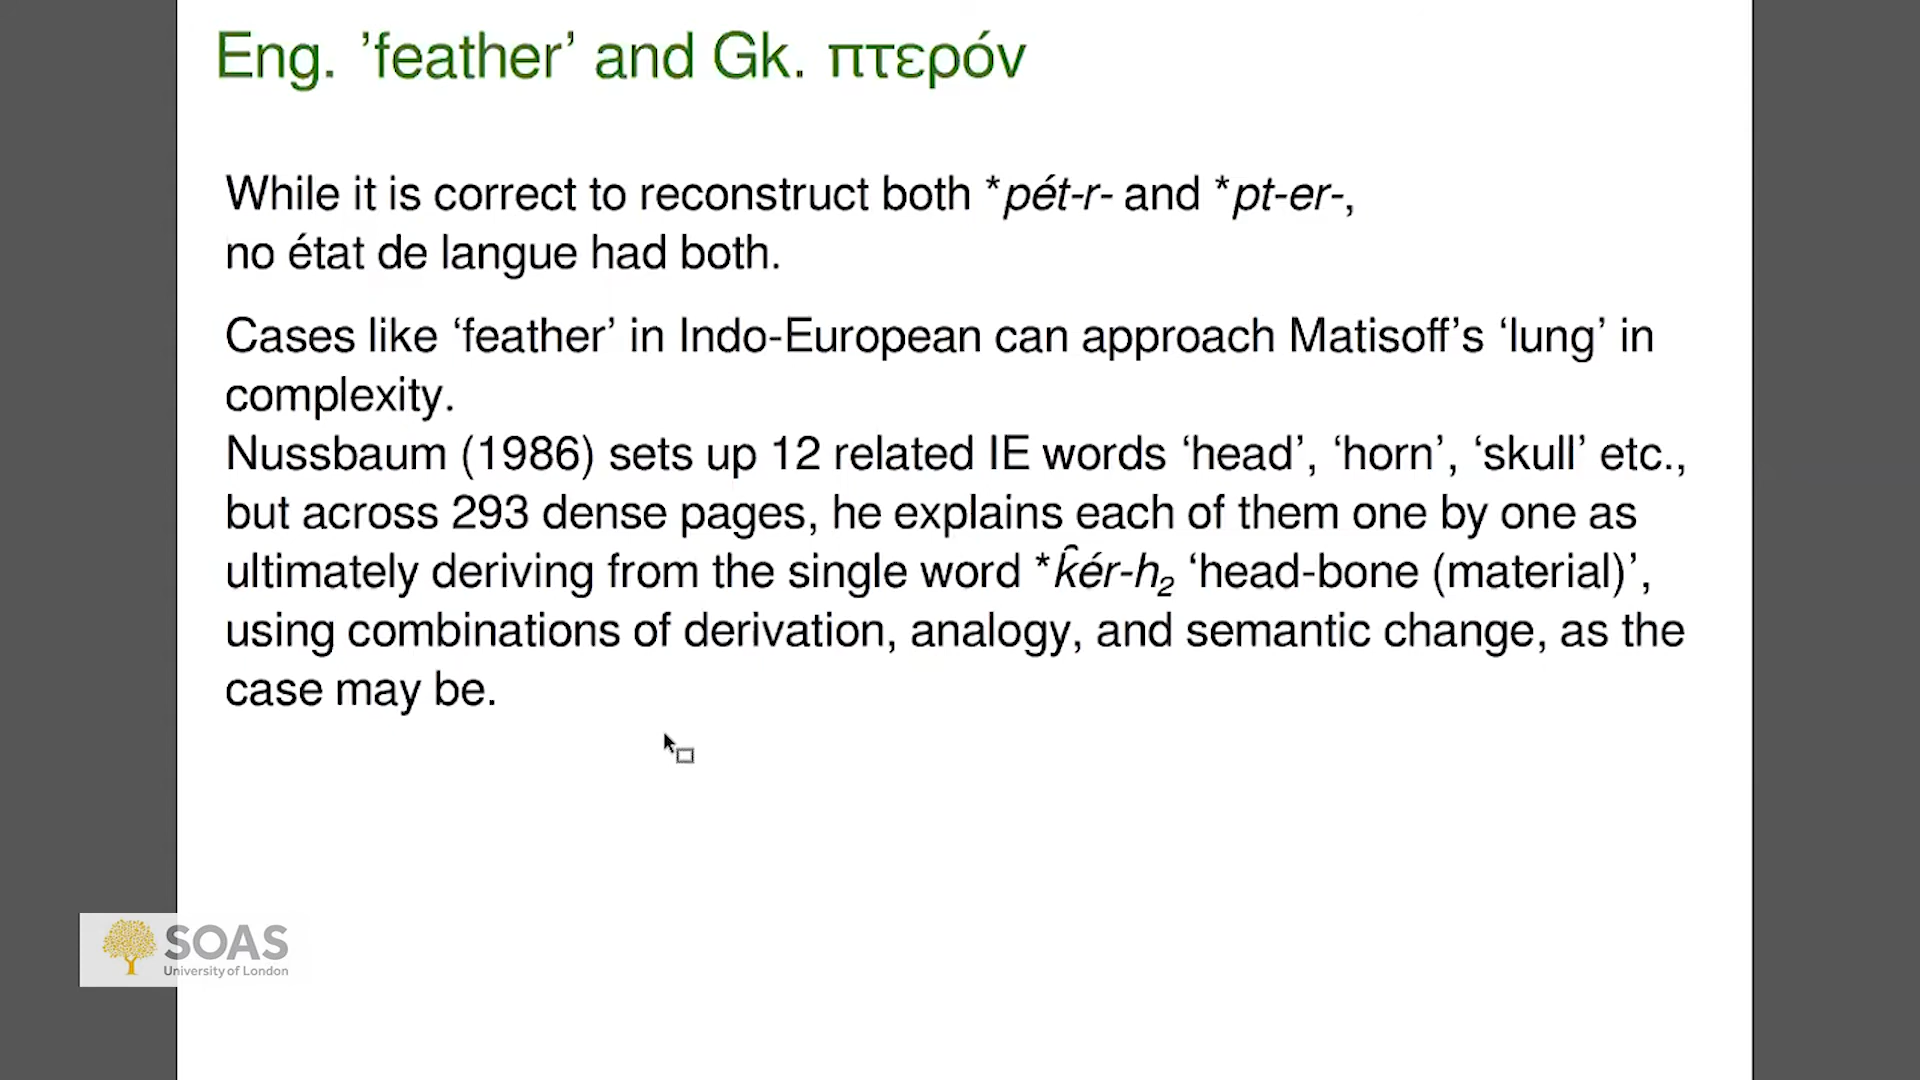 Eng. ’feather’ and Gk. πτερόν
While it is correct to reconstruct both *pét-r- and *pt-er-,
no état de langue had both.
Cases like ‘feather’ in Indo-European can approach Matisoff’s ‘lung’ in
complexity.
Nussbaum (1986) sets up 12 related IE words ‘head’, ‘horn’, ‘skull’ etc.,
but across 293 dense pages, he explains each of them one by one as
ultimately deriving from the single word *k̑ér-h₂ ‘head-bone (material)’,
using combinations of derivation, analogy, and semantic change, as the
case may be.
SOAS
University of London